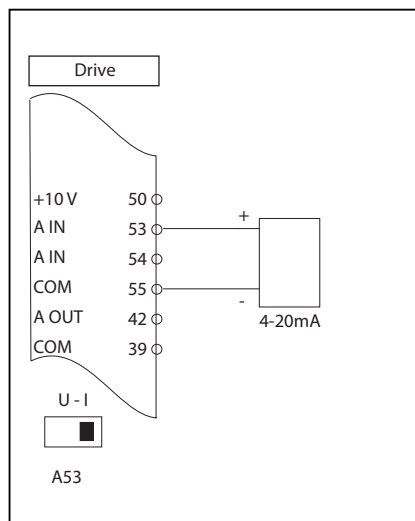 Drive
+10 V 50
A IN 53
+
A IN 54
COM 55
-
A OUT 42
4-20mA
COM 39
U - I
A53